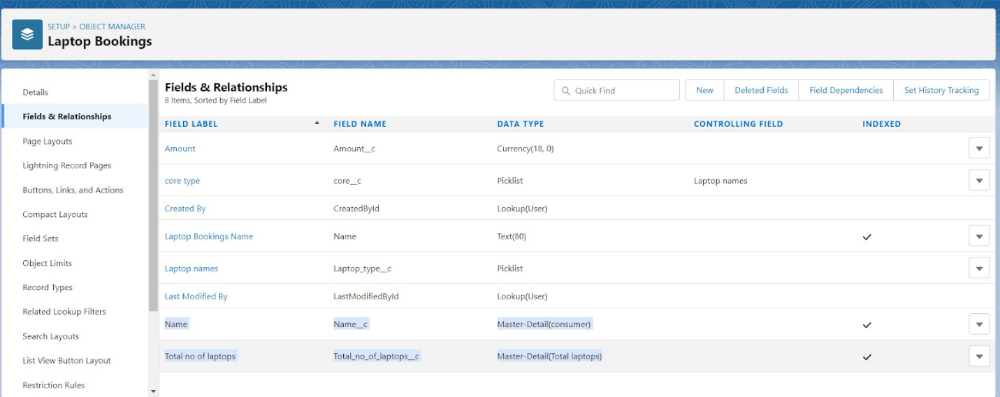 SETUP > OBJECT MANAGER
Laptop Bookings
Details
Fields & Relationships
Page Layouts
Lightning Record Pages
Buttons, Links, and Actions
Compact Layouts
Field Sets
Object Limits
Record Types
Related Lookup Filters
Search Layouts
List View Button Layout
Restriction Rules
Fields & Relationships
8 Items, Sorted by Field Label
Quick Find
New
Deleted Fields
Field Dependencies
Set History Tracking
FIELD LABEL FIELD NAME DATA TYPE CONTROLLING FIELD INDEXED
Amount Amount__c Currency(18, 0)
core type core__c Picklist Laptop names
Created By CreatedById Lookup(User)
Laptop Bookings Name Name Text(80)
Laptop names Laptop_type__c Picklist
Last Modified By LastModifiedById Lookup(User)
Name Name__c Master-Detail(consumer)
Total no of laptops Total_no_of_laptops__c Master-Detail(Total laptops)